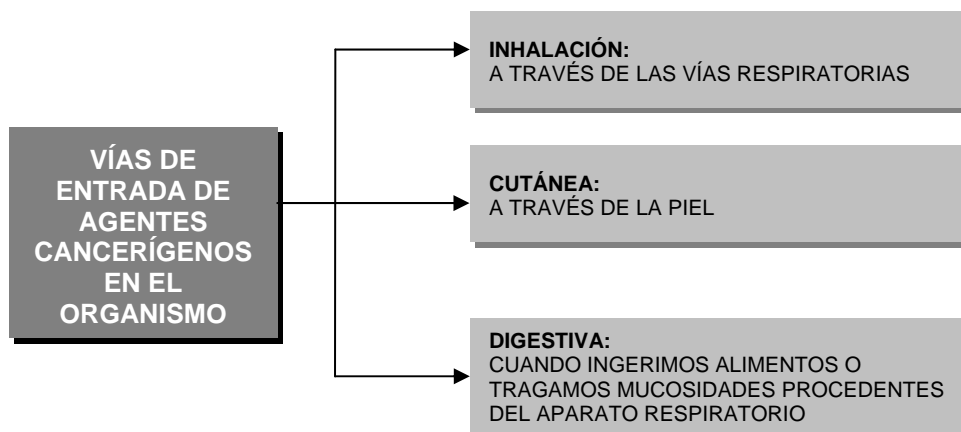 VÍAS DE
ENTRADA DE
AGENTES
CANCERÍGENOS
EN EL
ORGANISMO
INHALACIÓN:
A TRAVÉS DE LAS VÍAS RESPIRATORIAS
CUTÁNEA:
A TRAVÉS DE LA PIEL
DIGESTIVA:
CUANDO INGERIMOS ALIMENTOS O
TRAGAMOS MUCOSIDADES PROCEDENTES
DEL APARATO RESPIRATORIO